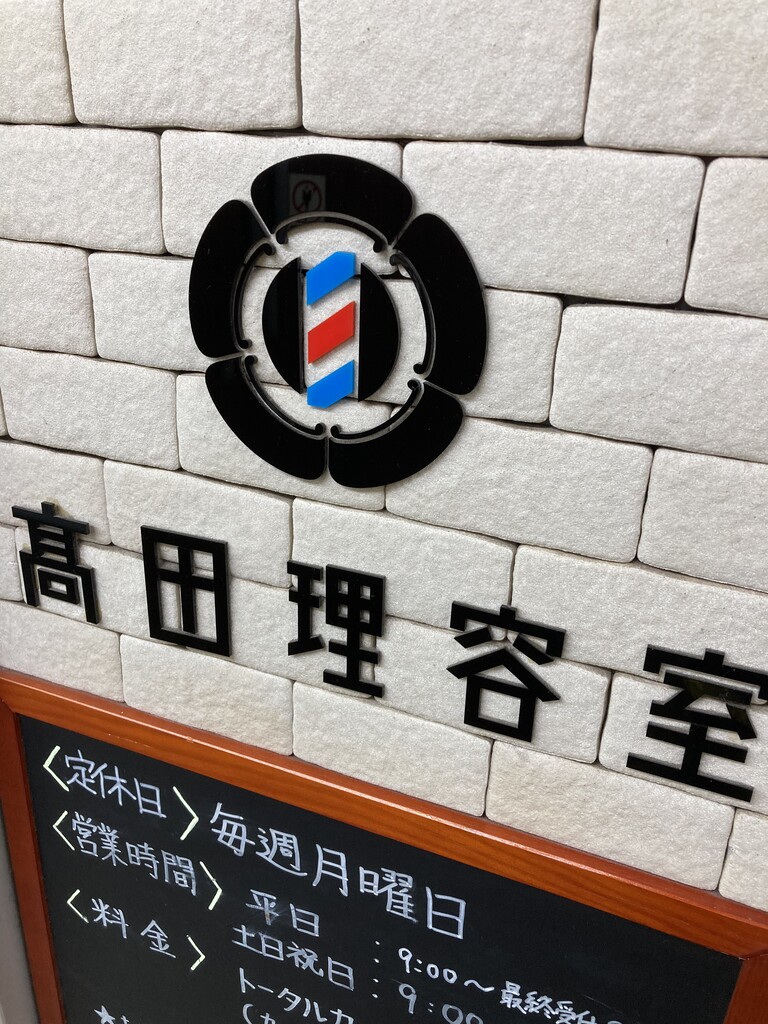 髙田理容室
〈定休日〉毎週月曜日
〈営業時間〉平日 : 9:00〜最終受付
土日祝日 : 9:00
〈料金〉トータルカ